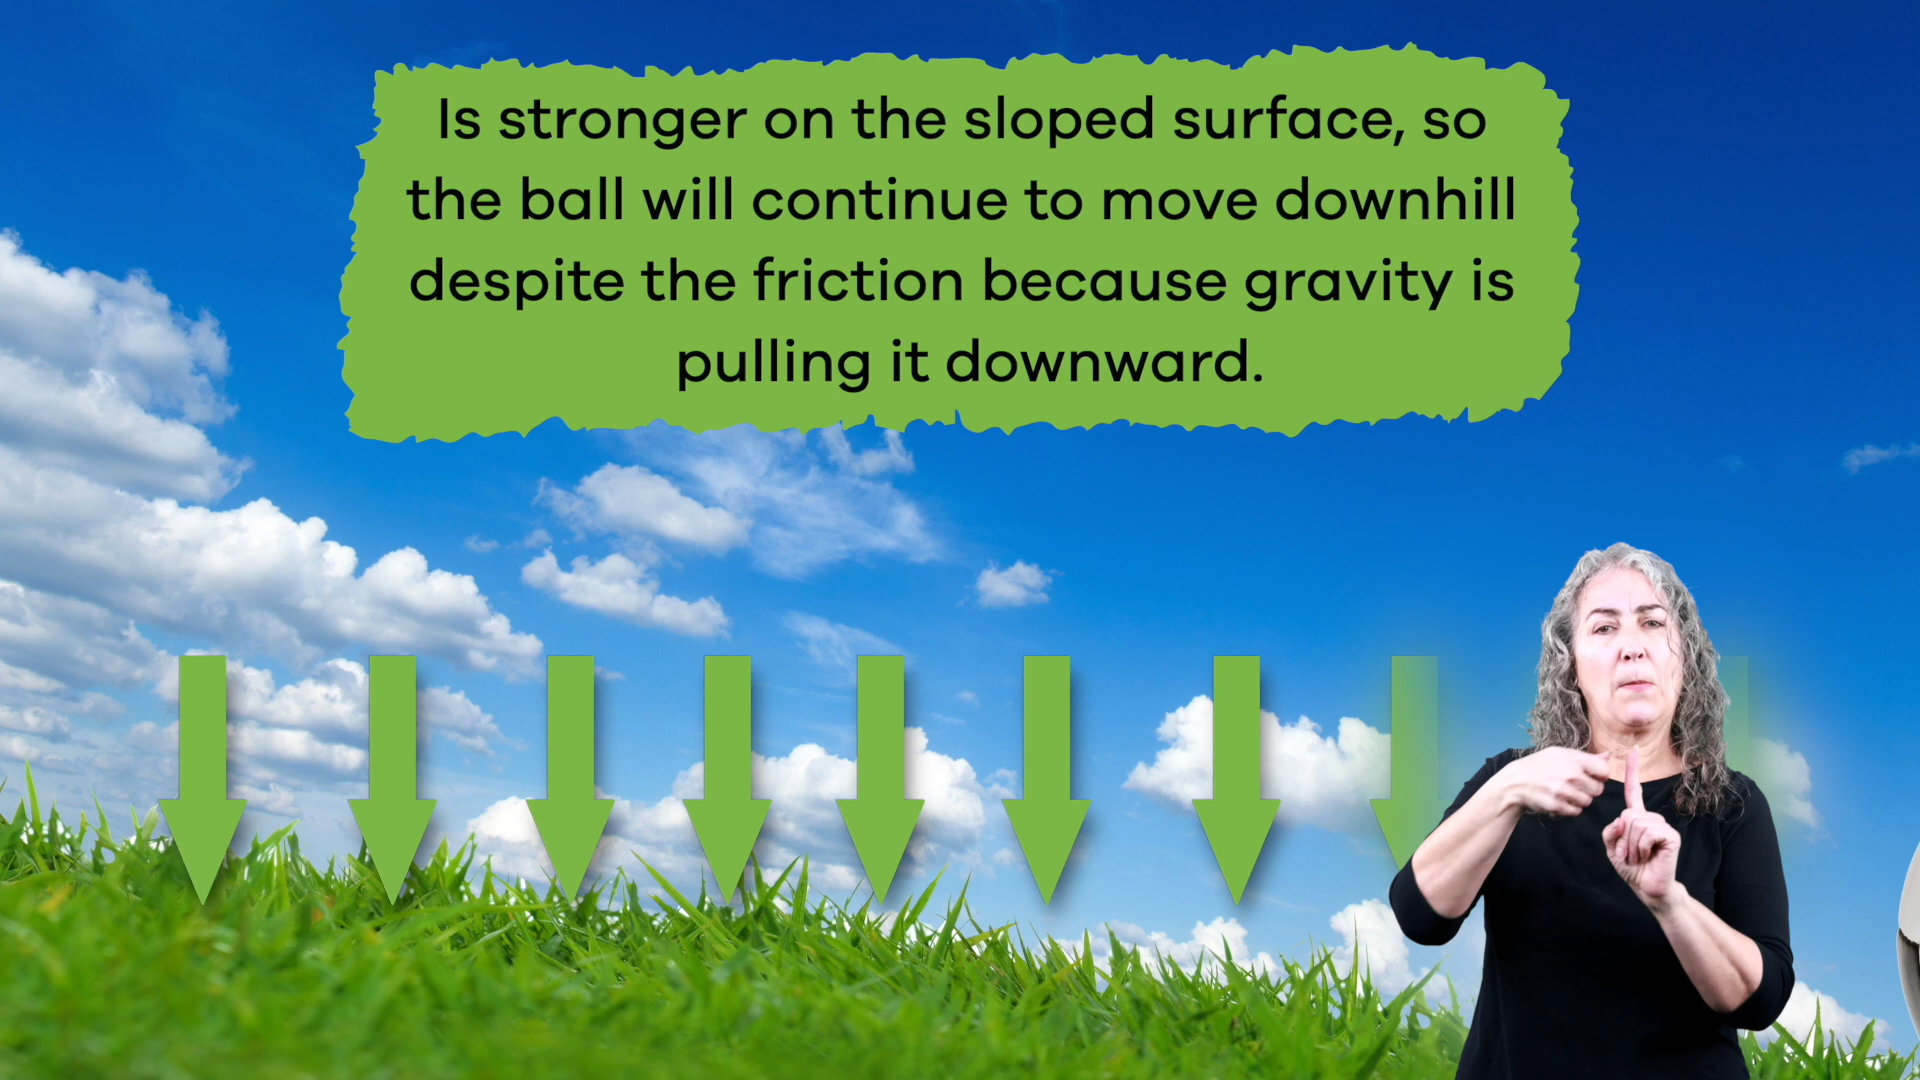 Is stronger on the sloped surface, so
the ball will continue to move downhill
despite the friction because gravity is
pulling it downward.